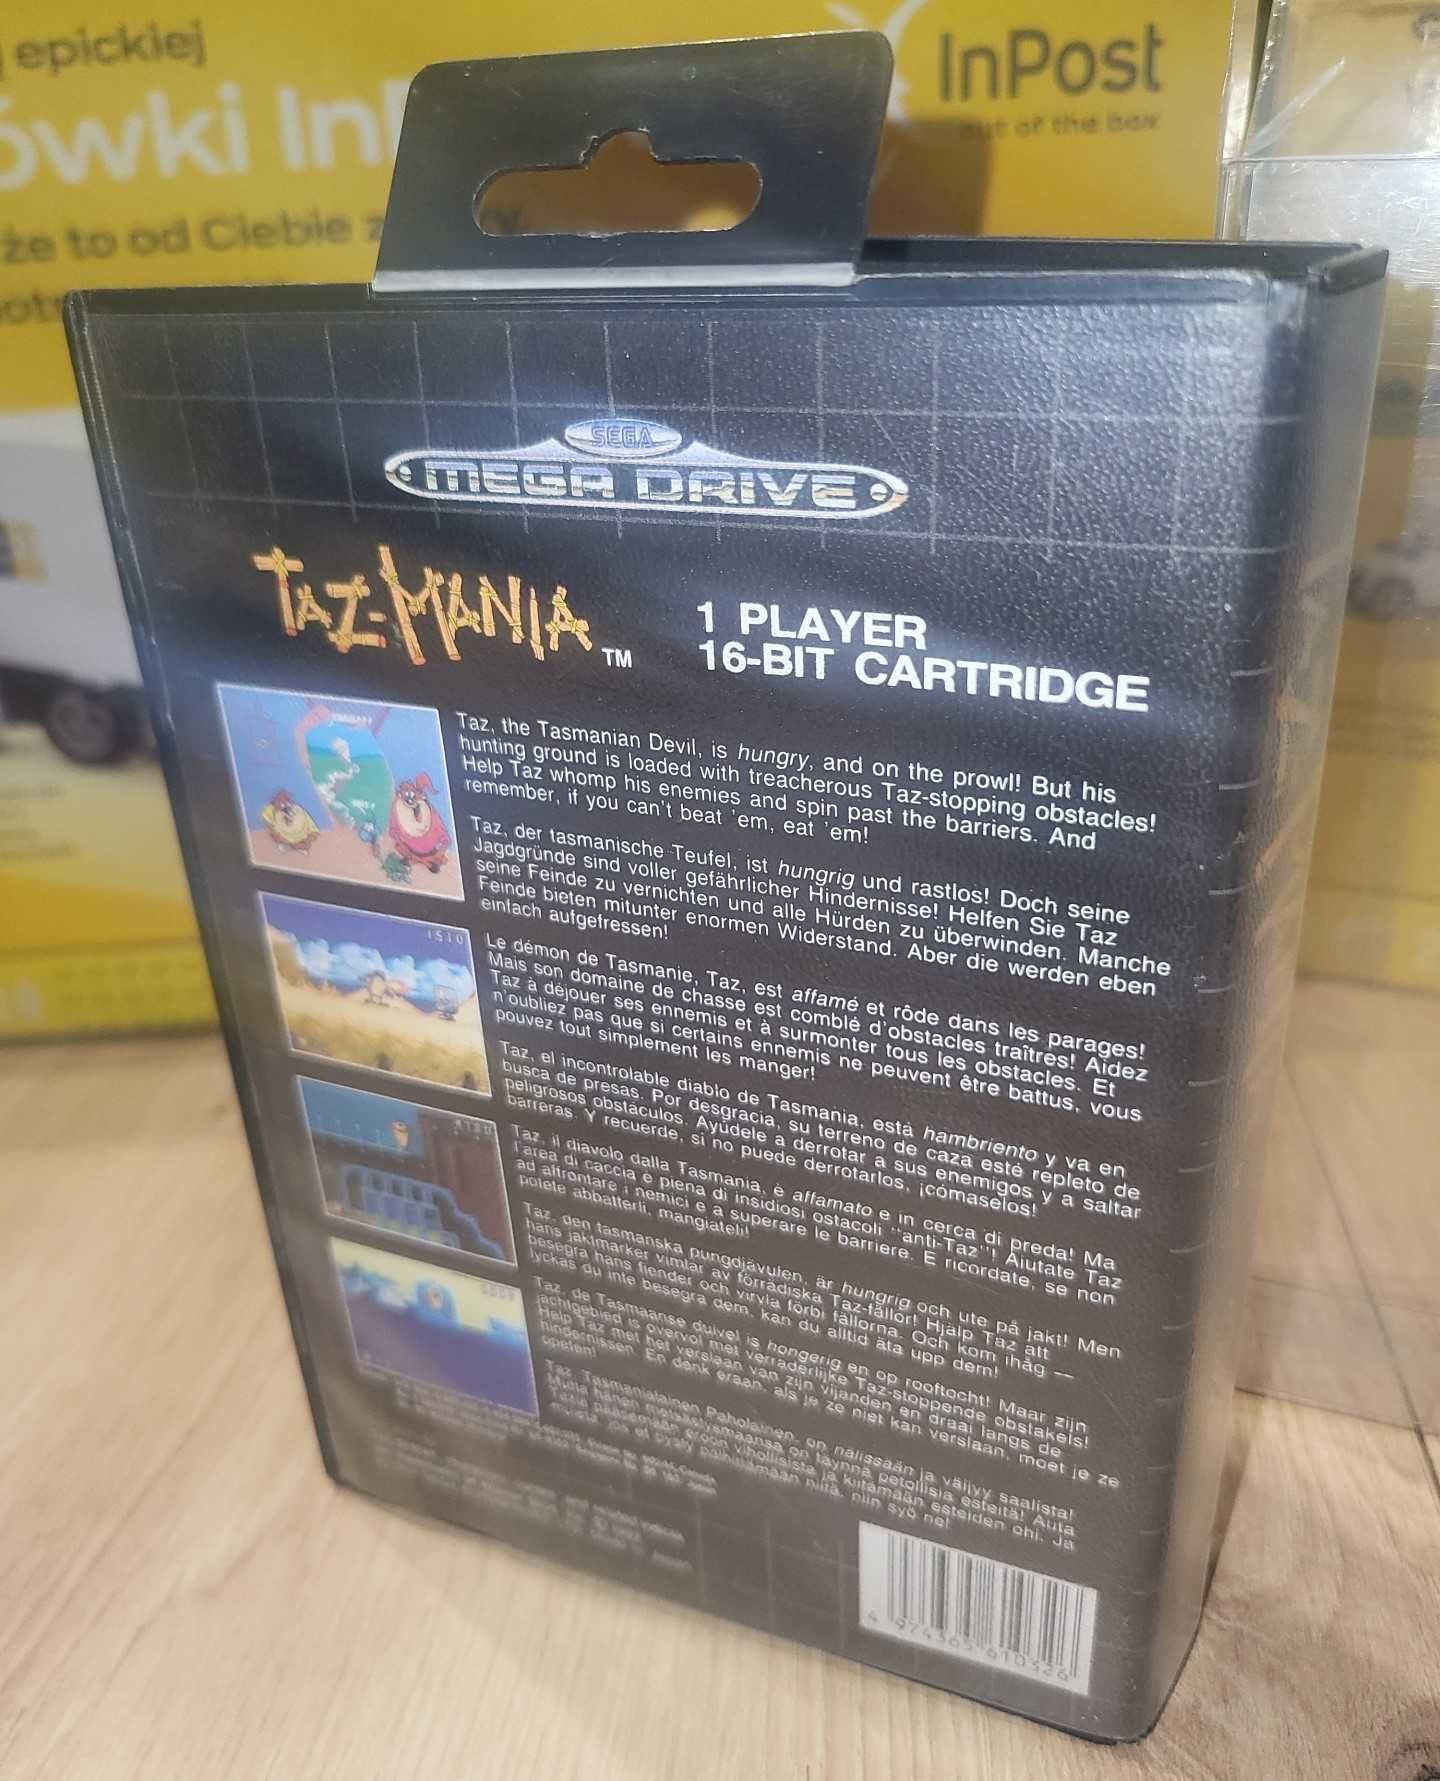 epickiej
ówki InP
że to od Ciebie
InPost
out of the box
SEGA
MEGA DRIVE
TAZ-MANIA TM
1 PLAYER
16-BIT CARTRIDGE
Taz, the Tasmanian Devil, is hungry, and on the prowl! But his
hunting ground is loaded with treacherous Taz-stopping obstacles!
Help Taz whomp his enemies and spin past the barriers. And
remember, if you can't beat 'em, eat 'em!
Taz, der tasmanische Teufel, ist hungrig und rastlos! Doch seine
Jagdgründe sind voller gefährlicher Hindernisse! Helfen Sie Taz
seine Feinde zu vernichten und alle Hürden zu überwinden. Manche
Feinde bieten mitunter enormen Widerstand. Aber die werden eben
einfach aufgefressen!
Le démon de Tasmanie, Taz, est affamé et rôde dans les parages!
Mais son domaine de chasse est comblé d'obstacles traîtres! Aidez
Taz à déjouer ses ennemis et à surmonter tous les obstacles. Et
n'oubliez pas que si certains ennemis ne peuvent être battus, vous
pouvez tout simplement les manger!
Taz, el incontrolable diablo de Tasmania, está hambriento y va en
busca de presas. Por desgracia, su terreno de caza esté repleto de
peligrosos obstáculos. Ayúdele a derrotar a sus enemigos y a saltar
barreras. Y recuerde, si no puede derrotarlos, ¡cómaselos!
Taz, il diavolo dalla Tasmania, è affamato e in cerca di preda! Ma
l'area di caccia è piena di insidiosi ostacoli "anti-Taz"! Aiutate Taz
ad affrontare i nemici e a superare le barriere. E ricordate, se non
potete abbatterli, mangiateli!
Taz, den tasmanska pungdjävulen, är hungrig och ute på jakt! Men
hans jaktmarker vimlar av förrädiska Taz-fällor! Hjälp Taz att
besegra hans fiender och virvla förbi fällorna. Och kom ihåg —
lyckas du inte besegra dem, kan du alltid äta upp dem!
Taz, de Tasmaanse duivel is hongerig en op rooftocht! Maar zijn
jachtgebied is overvol met verraderlijke Taz-stoppende obstakels!
Help Taz met het verslaan van zijn vijanden en draai langs de
hindernissen. En denk eraan, als je ze niet kan verslaan, moet je ze
opeten!
Taz, Tasmanialainen Paholainen, on nälissään ja väijyy saalista!
Mutta hänen metsästysmaansa on täynnä petollisia esteitä! Auta
Tazia pääsemään eroon vihollisista ja kiitämään esteiden ohi. Ja
muista, jos et pysty päihittämään niitä, niin syö ne!
4 974365 610326